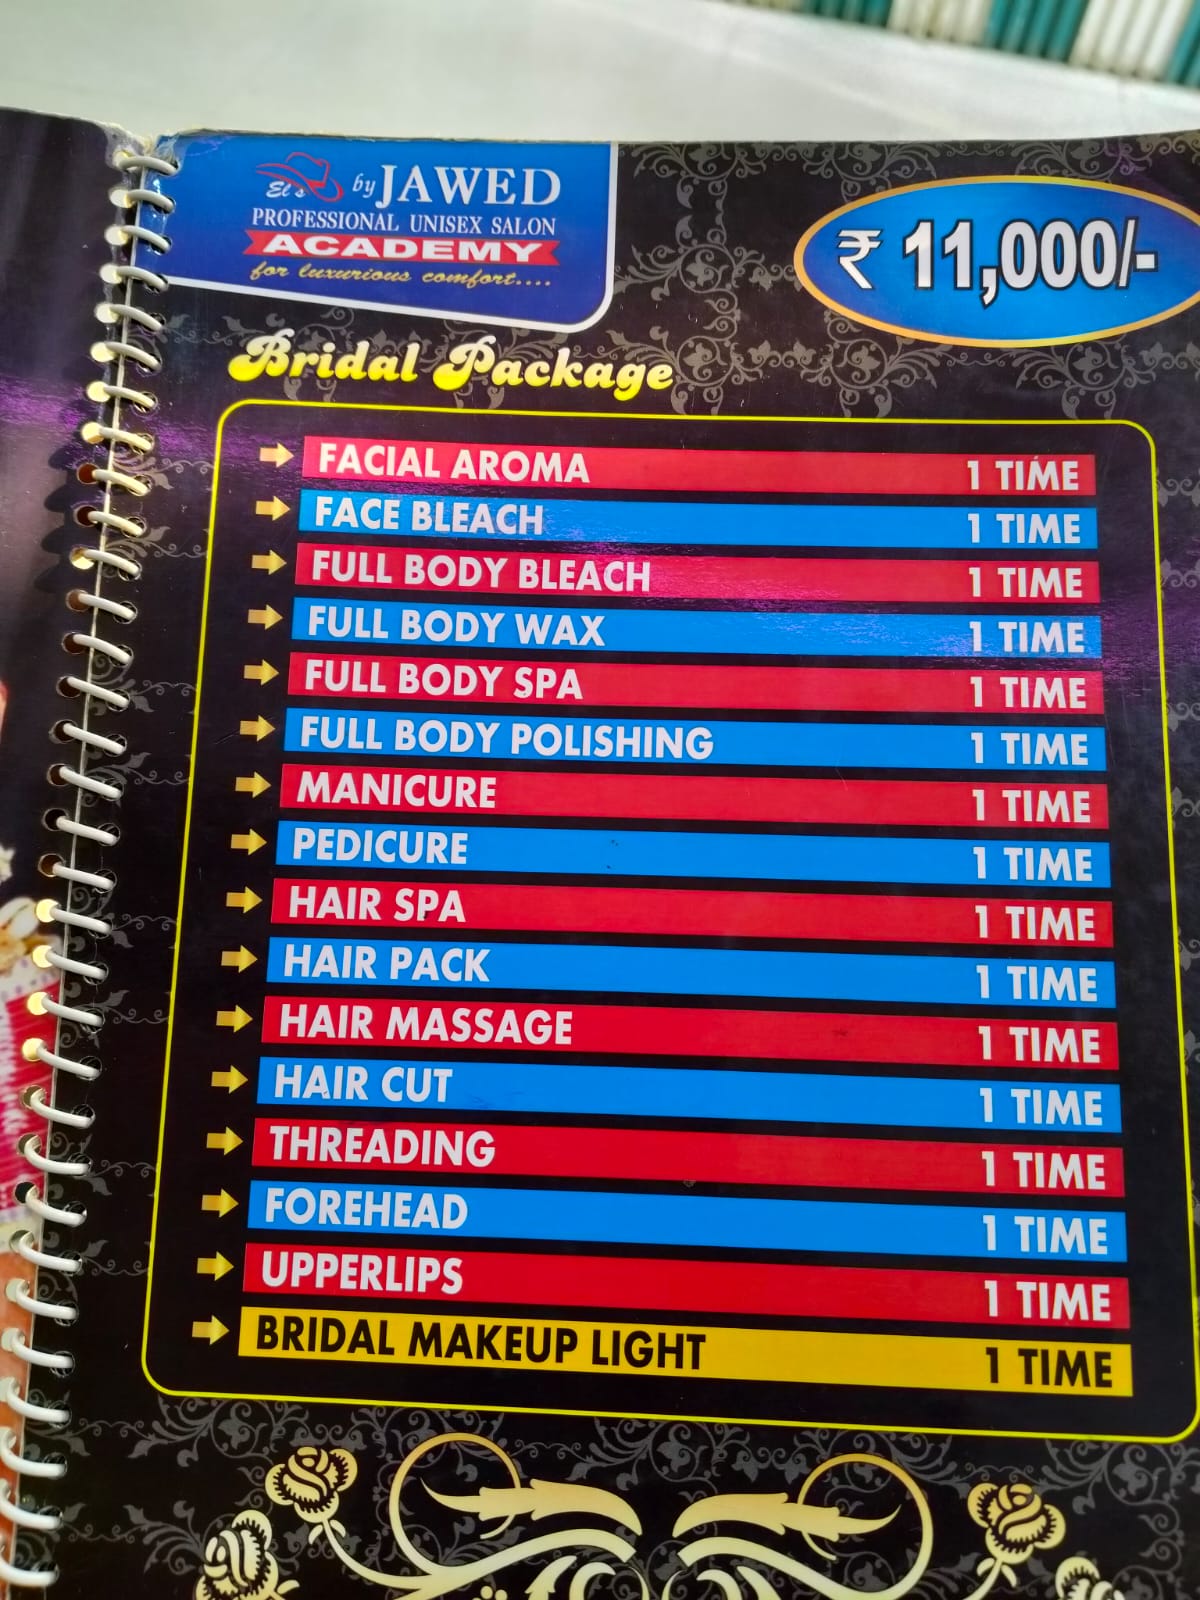 El's by JAWED
PROFESSIONAL UNISEX SALON
ACADEMY
for luxurious comfort....
₹ 11,000/-
Bridal Package
FACIAL AROMA 1 TIME
FACE BLEACH 1 TIME
FULL BODY BLEACH 1 TIME
FULL BODY WAX 1 TIME
FULL BODY SPA 1 TIME
FULL BODY POLISHING 1 TIME
MANICURE 1 TIME
PEDICURE 1 TIME
HAIR SPA 1 TIME
HAIR PACK 1 TIME
HAIR MASSAGE 1 TIME
HAIR CUT 1 TIME
THREADING 1 TIME
FOREHEAD 1 TIME
UPPERLIPS 1 TIME
BRIDAL MAKEUP LIGHT 1 TIME